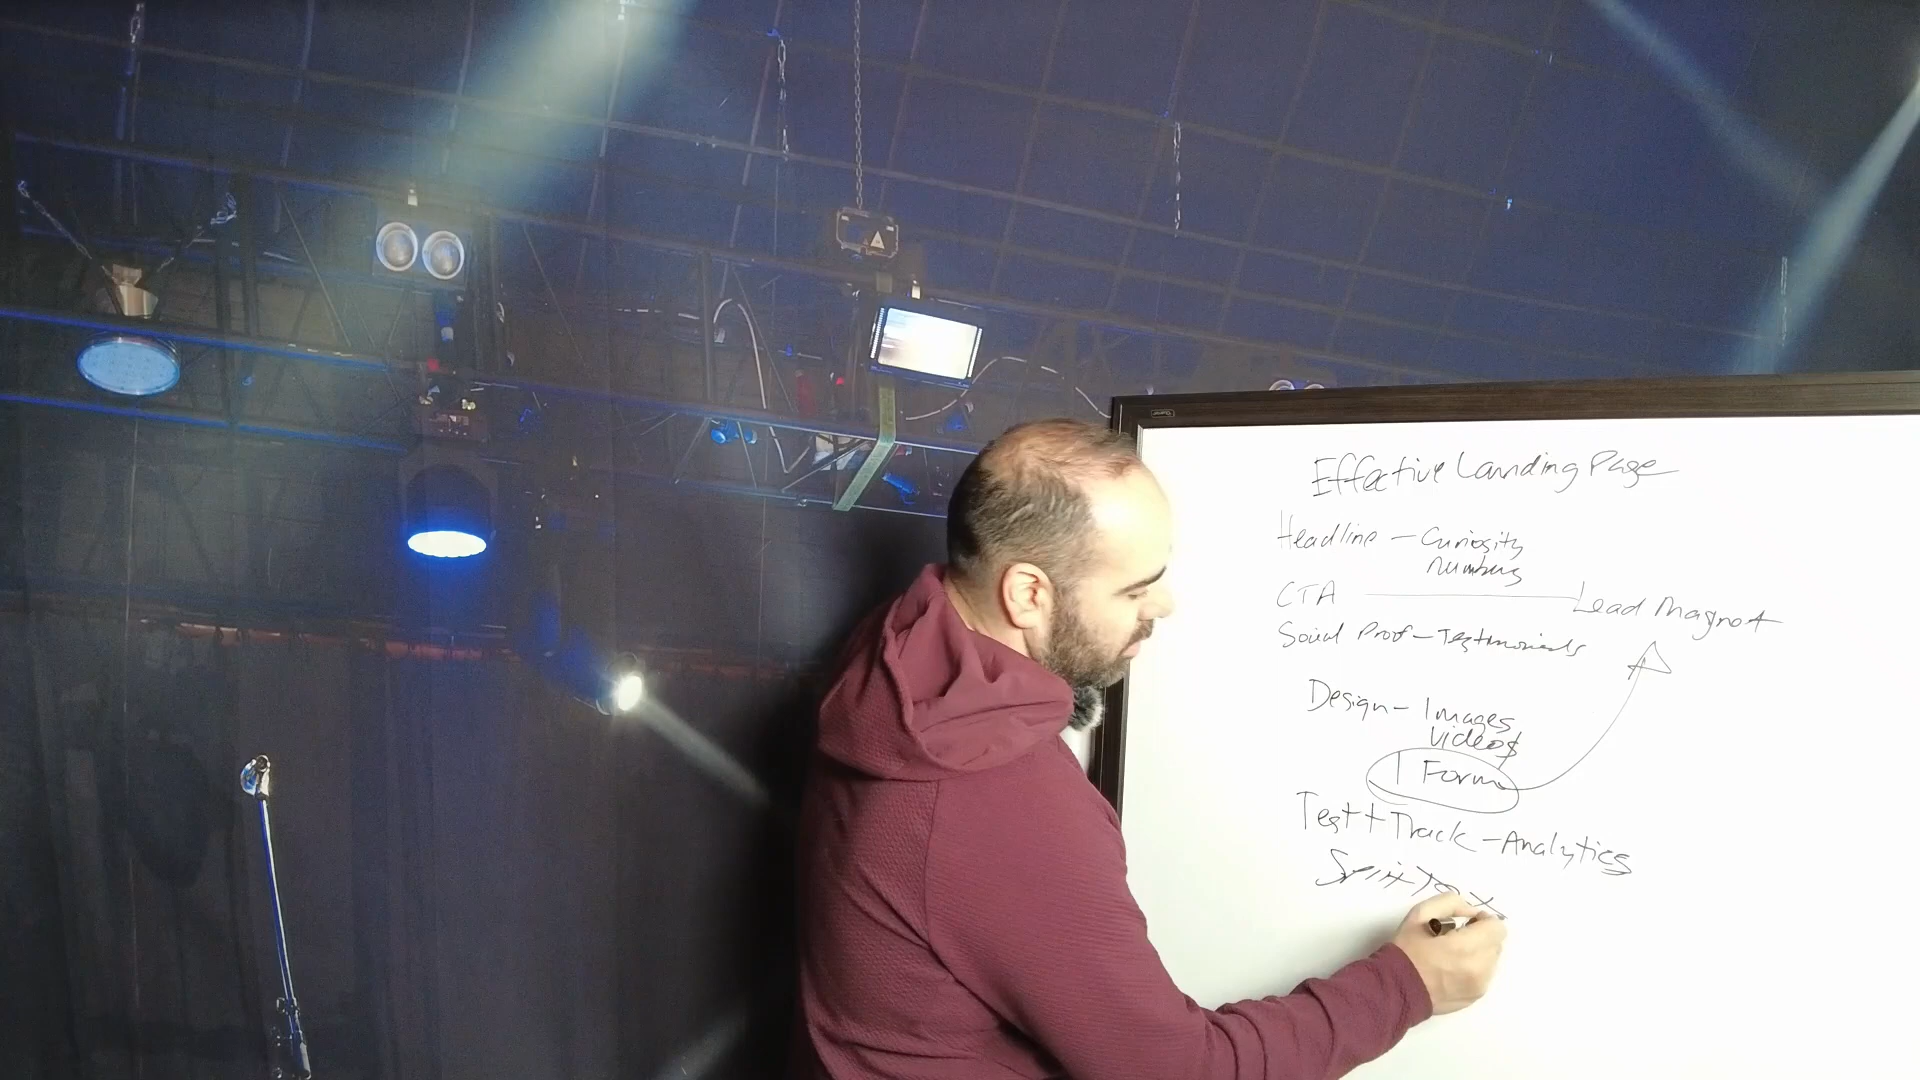 Effective Landing Page
Headline - Curiosity
Numbers
CTA Lead Magnet
Social Proof - Testimonials
Design - Images
Videos
1 Form
Test + Track - Analytics
Split